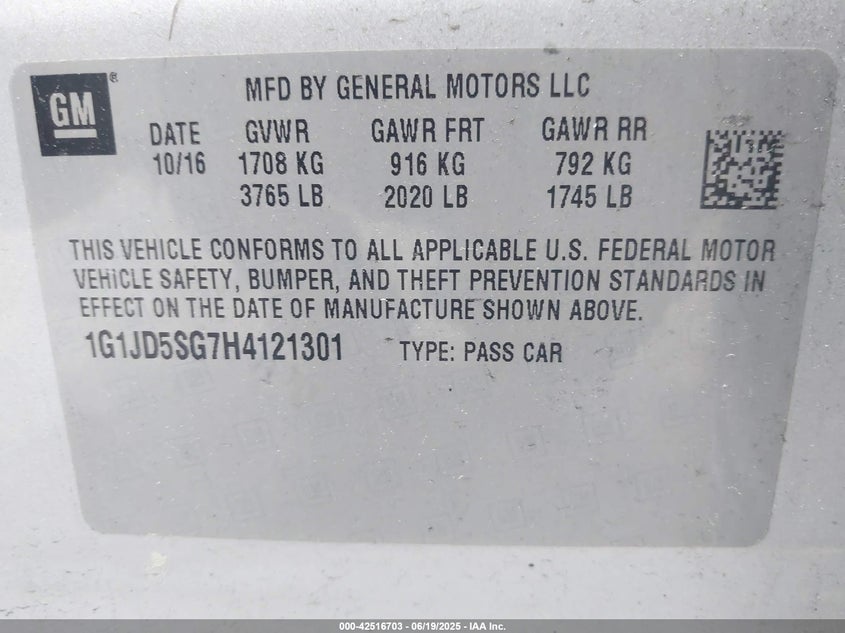 GM®
MFD BY GENERAL MOTORS LLC
DATE GVWR GAWR FRT GAWR RR
10/16 1708 KG 916 KG 792 KG
3765 LB 2020 LB 1745 LB
THIS VEHICLE CONFORMS TO ALL APPLICABLE U.S. FEDERAL MOTOR
VEHICLE SAFETY, BUMPER, AND THEFT PREVENTION STANDARDS IN
EFFECT ON THE DATE OF MANUFACTURE SHOWN ABOVE.
1G1JD5SG7H4121301 TYPE: PASS CAR
000-42516703 - 06/19/2025 - IAA Inc.